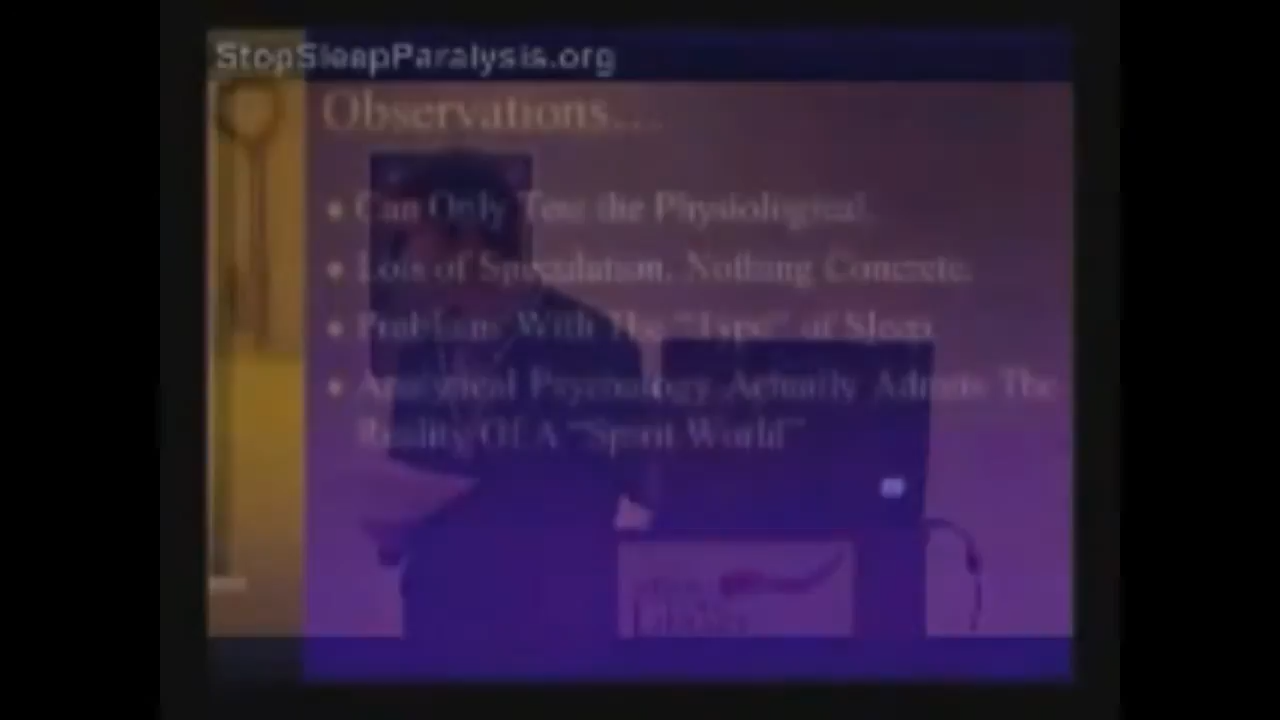 StopSleepParalysis.org
Observations....
• Can Only Test the Physiological.
• Lots of Speculation. Nothing Concrete.
• Problems With The "Type" of Sleep
• Analytical Psychology Actually Admits The
Reality Of A "Spirit World"